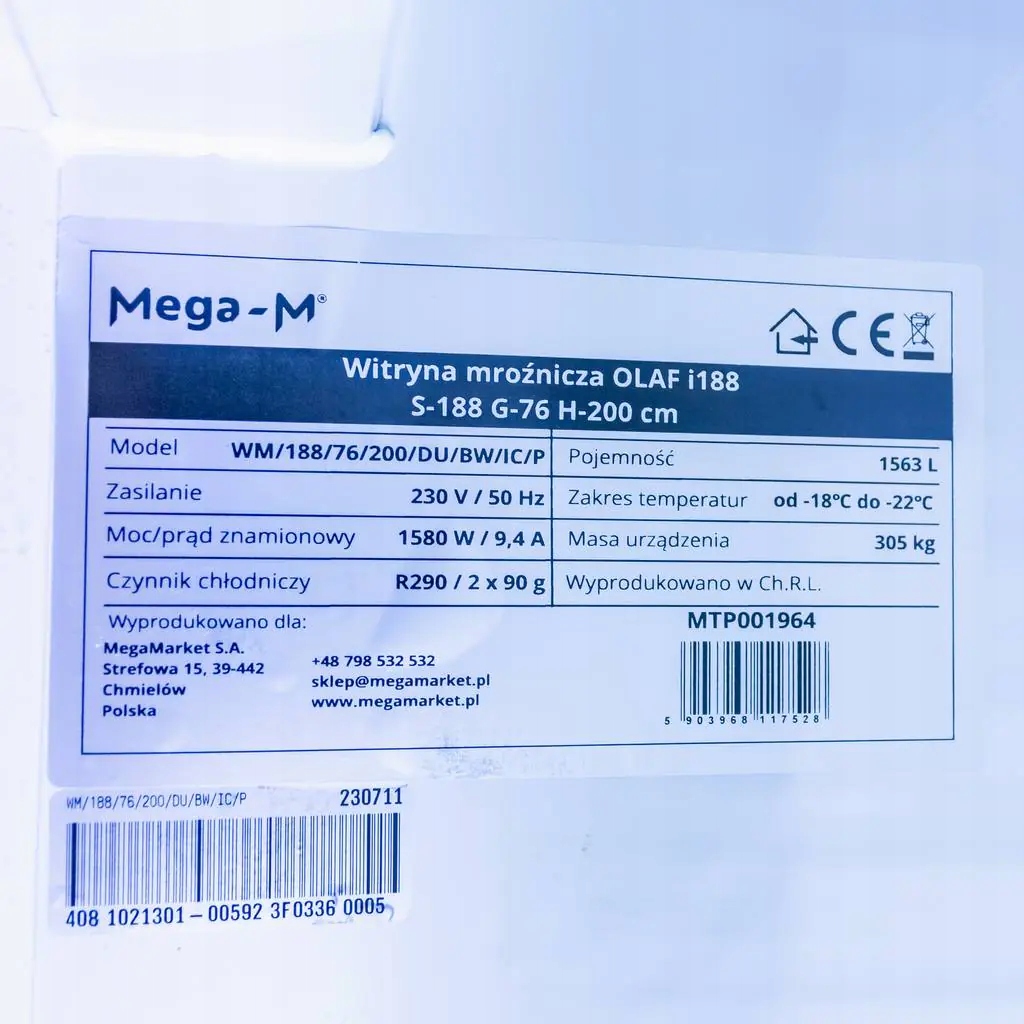 Mega-M®
CE
Witryna mroźnicza OLAF i188
S-188 G-76 H-200 cm
Model WM/188/76/200/DU/BW/IC/P Pojemność 1563 L
Zasilanie 230 V / 50 Hz Zakres temperatur od -18°C do -22°C
Moc/prąd znamionowy 1580 W / 9,4 A Masa urządzenia 305 kg
Czynnik chłodniczy R290 / 2 x 90 g Wyprodukowano w Ch.R.L.
Wyprodukowano dla:
MegaMarket S.A.
Strefowa 15, 39-442
Chmielów
Polska
+48 798 532 532
sklep@megamarket.pl
www.megamarket.pl
MTP001964
5 903968 117528
WM/188/76/200/DU/BW/IC/P 230711
408 1021301-00592 3F0336 0005